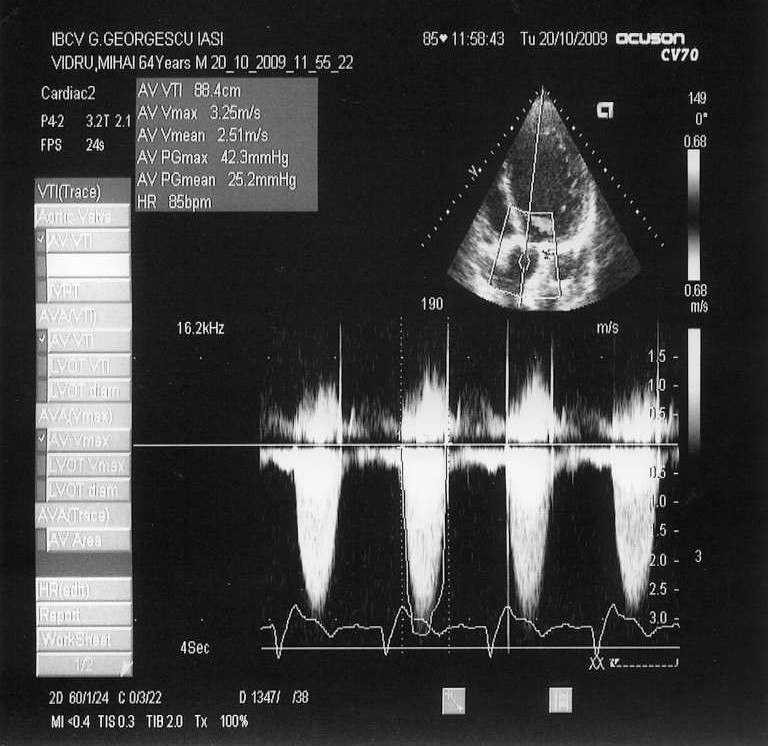 IBCV G.GEORGESCU IASI
85♥ 11:58:43 Tu 20/10/2009 acuson
VIDRU,MIHAI 64Years M 20_10_2009_11_55_22
CV70
Cardiac2
P4-2 3.2T 2.1
FPS 24s
AV VTI 88.4cm
AV Vmax 3.25m/s
AV Vmean 2.51m/s
AV PGmax 42.3mmHg
AV PGmean 25.2mmHg
HR 85bpm
149
0°
0.68
V
0.68
m/s
VTI(Trace)
Aortic Valve
AV VTI
IVRT
AVA(VTI)
AV VTI
LVOT VTI
LVOT diam
AVA(Vmax)
AV Vmax
LVOT Vmax
LVOT diam
AVA(Trace)
AV Area
HR(edit)
Report
WorkSheet
1/2
190
16.2kHz
m/s
1.5
1.0
0.5
0.5
1.0
1.5
2.0
2.5
3.0
3
4Sec
XX
2D 60/1/24 C 0/3/22 D 1347/ /38
MI <0.4 TIS 0.3 TIB 2.0 Tx 100%